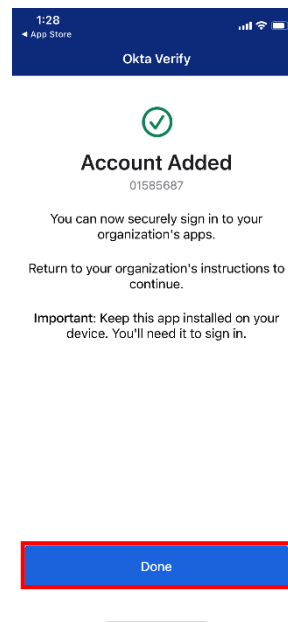 1:28
◀ App Store
Okta Verify
Account Added
01585687
You can now securely sign in to your
organization's apps.
Return to your organization's instructions to
continue.
Important: Keep this app installed on your
device. You'll need it to sign in.
Done